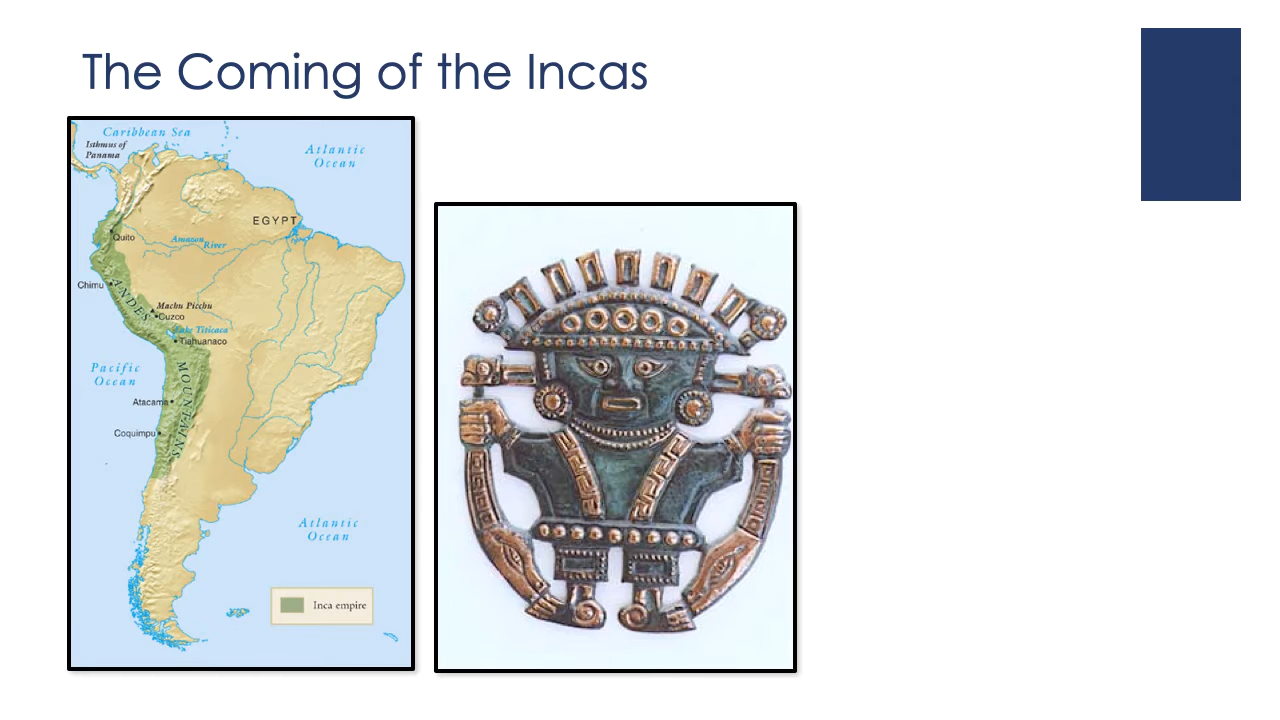 The Coming of the Incas
Caribbean Sea
Isthmus of
Panama
Atlantic
Ocean
EGYPT
Quito
Amazon River
Chimu
ANDES
Machu Picchu
Cuzco
Lake Titicaca
Tiahuanaco
Pacific
Ocean
MOUNTAINS
Atacama
Coquimpu
Atlantic
Ocean
Inca empire